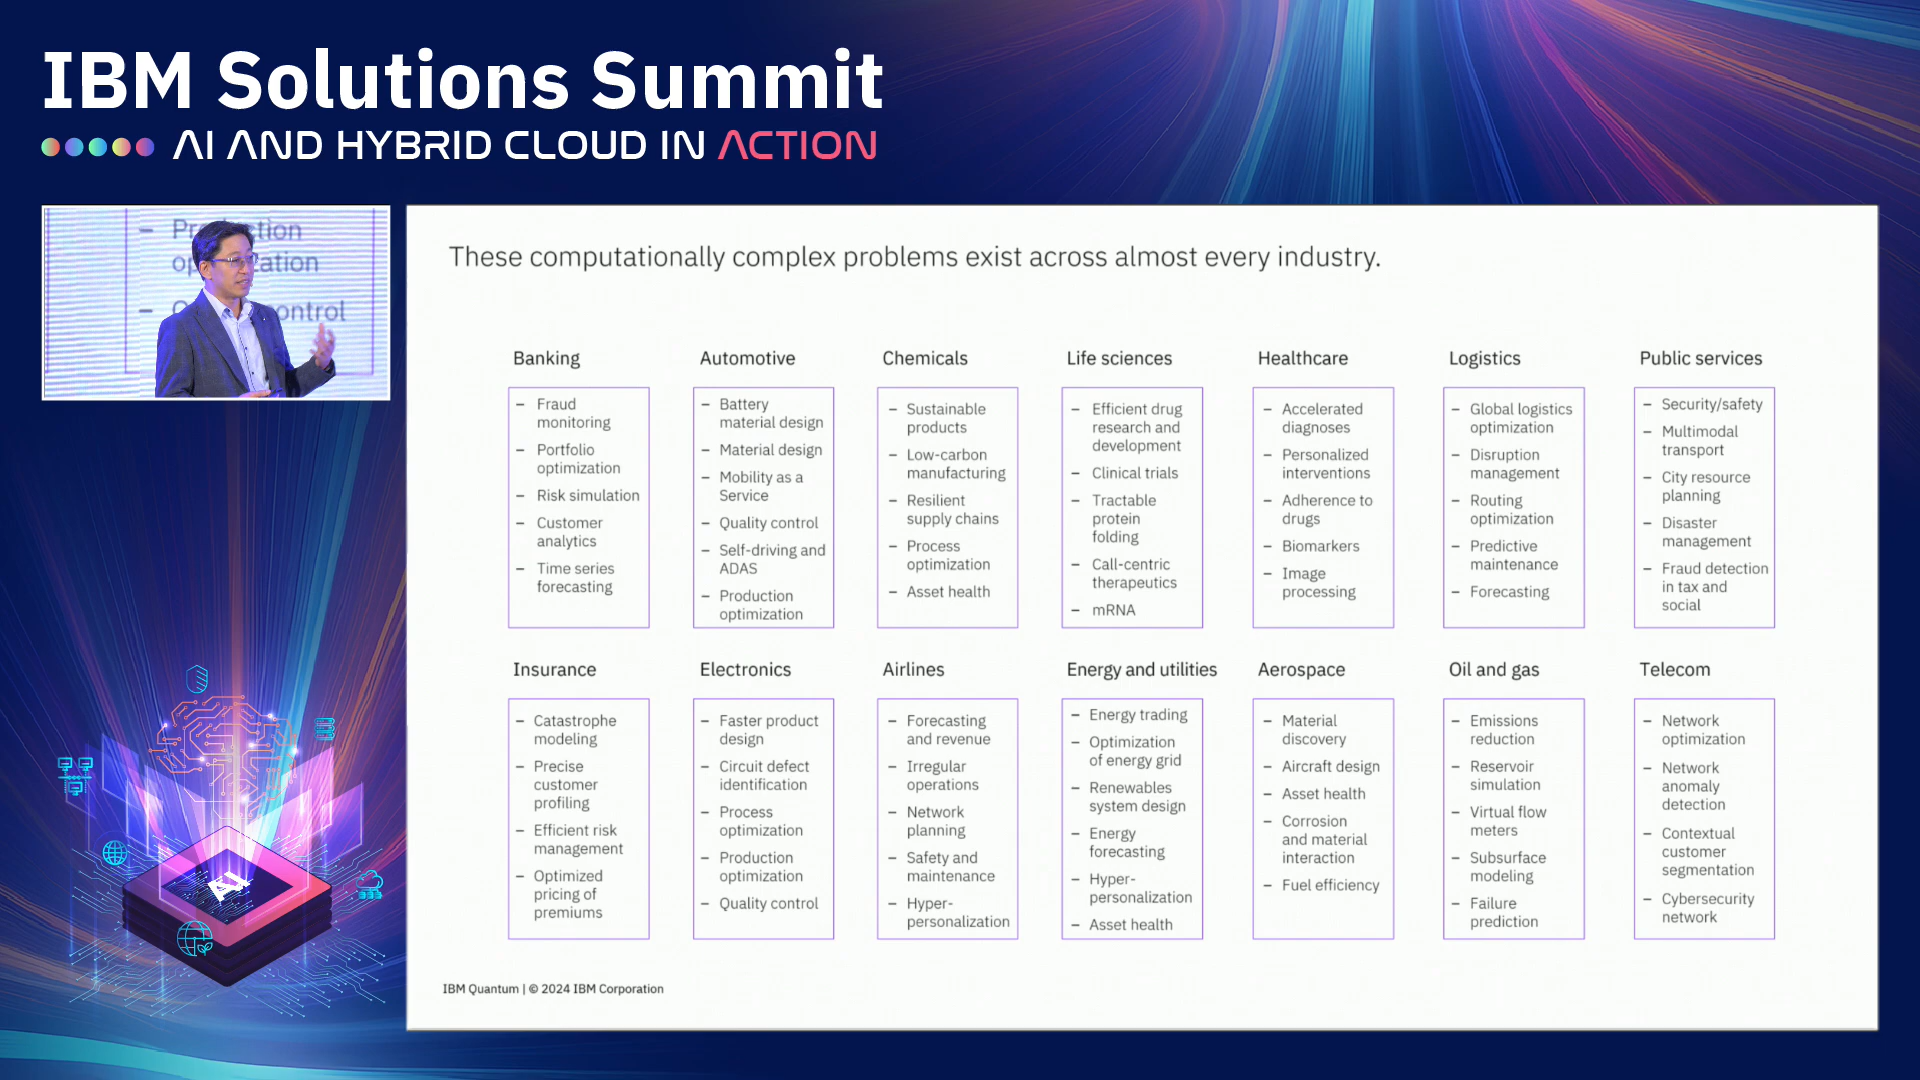 IBM Solutions Summit
AI AND HYBRID CLOUD IN ACTION
These computationally complex problems exist across almost every industry.
Banking
– Fraud
monitoring
– Portfolio
optimization
– Risk simulation
– Customer
analytics
– Time series
forecasting
Automotive
– Battery
material design
– Material design
– Mobility as a
Service
– Quality control
– Self-driving and
ADAS
– Production
optimization
Chemicals
– Sustainable
products
– Low-carbon
manufacturing
– Resilient
supply chains
– Process
optimization
– Asset health
Life sciences
– Efficient drug
research and
development
– Clinical trials
– Tractable
protein
folding
– Call-centric
therapeutics
– mRNA
Healthcare
– Accelerated
diagnoses
– Personalized
interventions
– Adherence to
drugs
– Biomarkers
– Image
processing
Logistics
– Global logistics
optimization
– Disruption
management
– Routing
optimization
– Predictive
maintenance
– Forecasting
Public services
– Security/safety
– Multimodal
transport
– City resource
planning
– Disaster
management
– Fraud detection
in tax and
social
Insurance
– Catastrophe
modeling
– Precise
customer
profiling
– Efficient risk
management
– Optimized
pricing of
premiums
Electronics
– Faster product
design
– Circuit defect
identification
– Process
optimization
– Production
optimization
– Quality control
Airlines
– Forecasting
and revenue
– Irregular
operations
– Network
planning
– Safety and
maintenance
– Hyper-
personalization
Energy and utilities
– Energy trading
– Optimization
of energy grid
– Renewables
system design
– Energy
forecasting
– Hyper-
personalization
– Asset health
Aerospace
– Material
discovery
– Aircraft design
– Asset health
– Corrosion
and material
interaction
– Fuel efficiency
Oil and gas
– Emissions
reduction
– Reservoir
simulation
– Virtual flow
meters
– Subsurface
modeling
– Failure
prediction
Telecom
– Network
optimization
– Network
anomaly
detection
– Contextual
customer
segmentation
– Cybersecurity
network
IBM Quantum | © 2024 IBM Corporation
AI